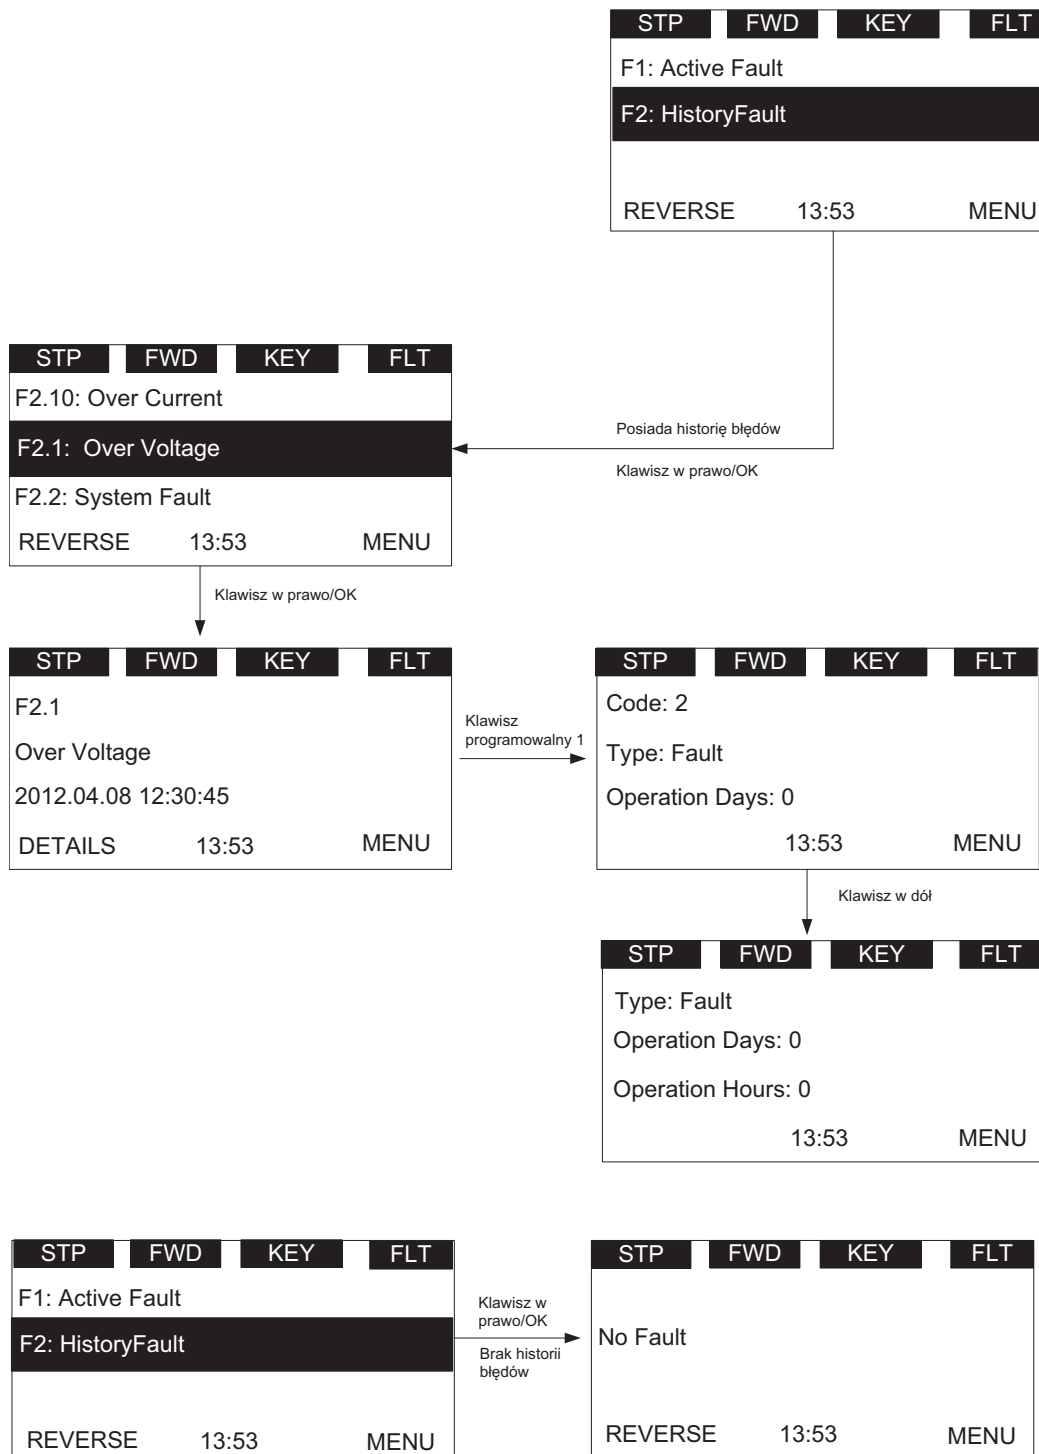 STP FWD KEY FLT
F1: Active Fault
F2: HistoryFault
REVERSE 13:53 MENU
Posiada historię błędów
Klawisz w prawo/OK
STP FWD KEY FLT
F2.10: Over Current
F2.1: Over Voltage
F2.2: System Fault
REVERSE 13:53 MENU
Klawisz w prawo/OK
STP FWD KEY FLT
F2.1
Over Voltage
2012.04.08 12:30:45
DETAILS 13:53 MENU
Klawisz
programowalny 1
STP FWD KEY FLT
Code: 2
Type: Fault
Operation Days: 0
13:53 MENU
Klawisz w dół
STP FWD KEY FLT
Type: Fault
Operation Days: 0
Operation Hours: 0
13:53 MENU
STP FWD KEY FLT
F1: Active Fault
F2: HistoryFault
REVERSE 13:53 MENU
Klawisz w
prawo/OK
Brak historii
błędów
STP FWD KEY FLT
No Fault
REVERSE 13:53 MENU